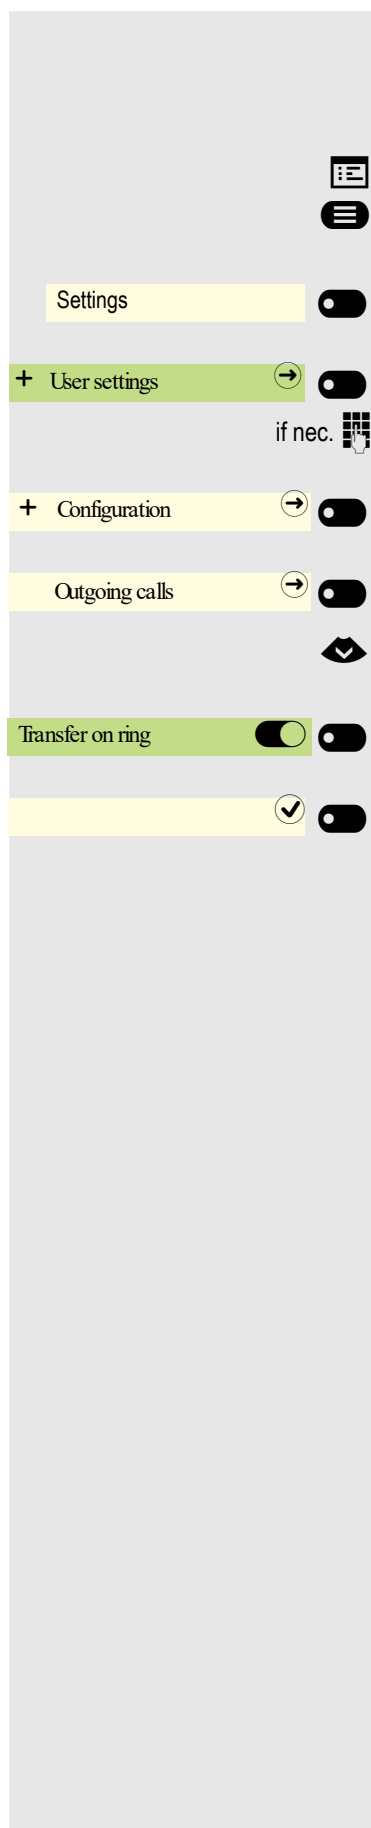 Settings
+ User settings
if nec.
+ Configuration
Outgoing calls
Transfer on ring